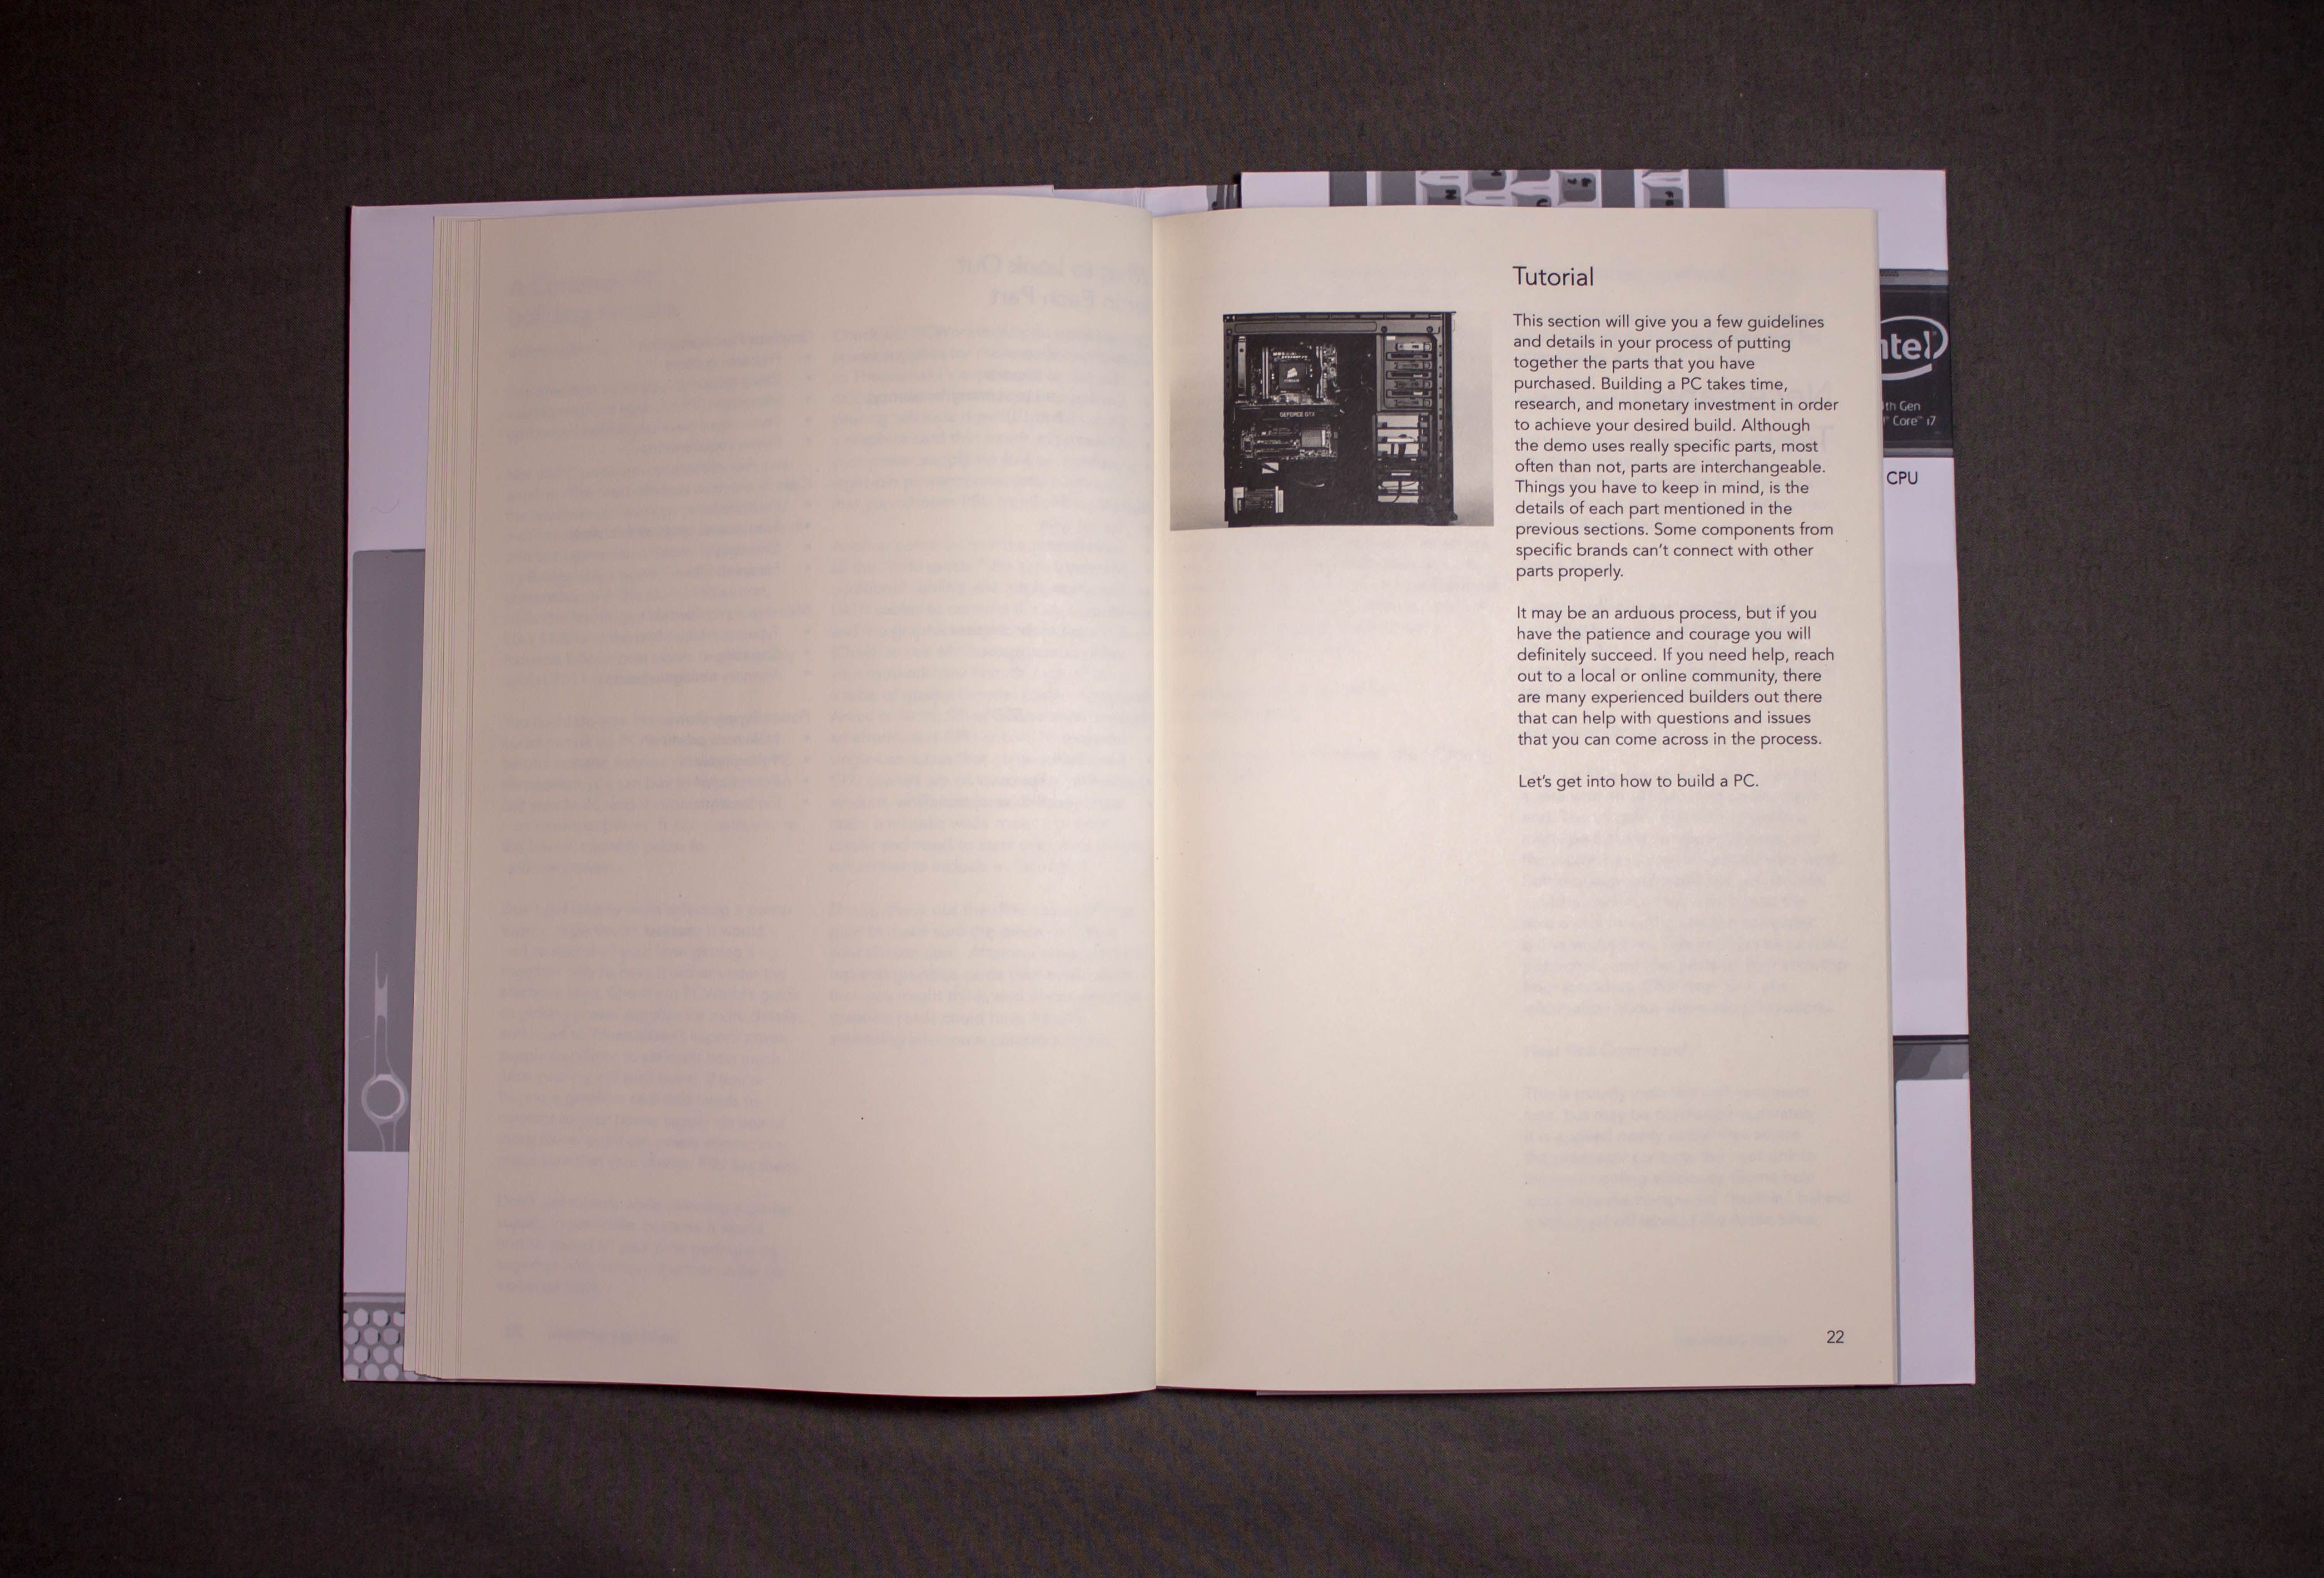 Tutorial
This section will give you a few guidelines
and details in your process of putting
together the parts that you have
purchased. Building a PC takes time,
research, and monetary investment in order
to achieve your desired build. Although
the demo uses really specific parts, most
often than not, parts are interchangeable.
Things you have to keep in mind, is the
details of each part mentioned in the
previous sections. Some components from
specific brands can’t connect with other
parts properly.
It may be an arduous process, but if you
have the patience and courage you will
definitely succeed. If you need help, reach
out to a local or online community, there
are many experienced builders out there
that can help with questions and issues
that you can come across in the process.
Let’s get into how to build a PC.
22
GEFORCE GTX
ntel
th Gen
Core™ i7
CPU